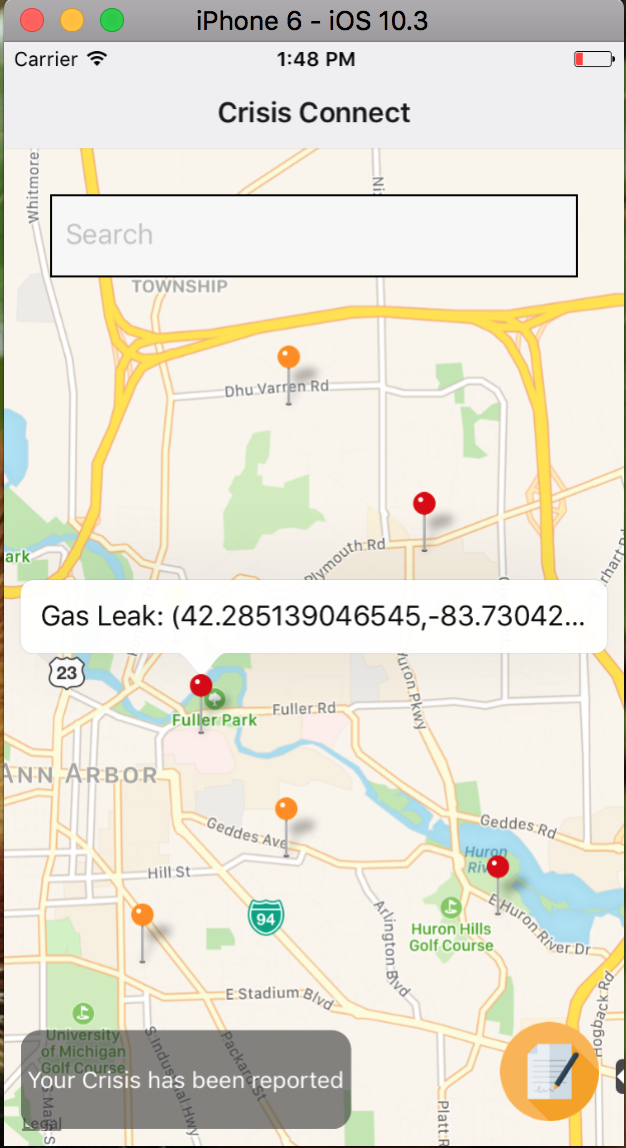 iPhone 6 - iOS 10.3
Carrier
1:48 PM
Crisis Connect
Whitmore
Search
TOWNSHIP
Dhu Varren Rd
Plymouth Rd
ark
Gas Leak: (42.285139046545,-83.73042...
23
Huron Pkwy
Fuller Rd
Fuller Park
ANN ARBOR
Geddes Ave
Geddes Rd
Huron
Hill St
94
Arlington Blvd
E Huron River Dr
Huron Hills
Golf Course
E Stadium Blvd
Hogback Rd
University
of Michigan
Golf Course
S Industrial Hwy
Packard St
Your Crisis has been reported
Platt R
Legal